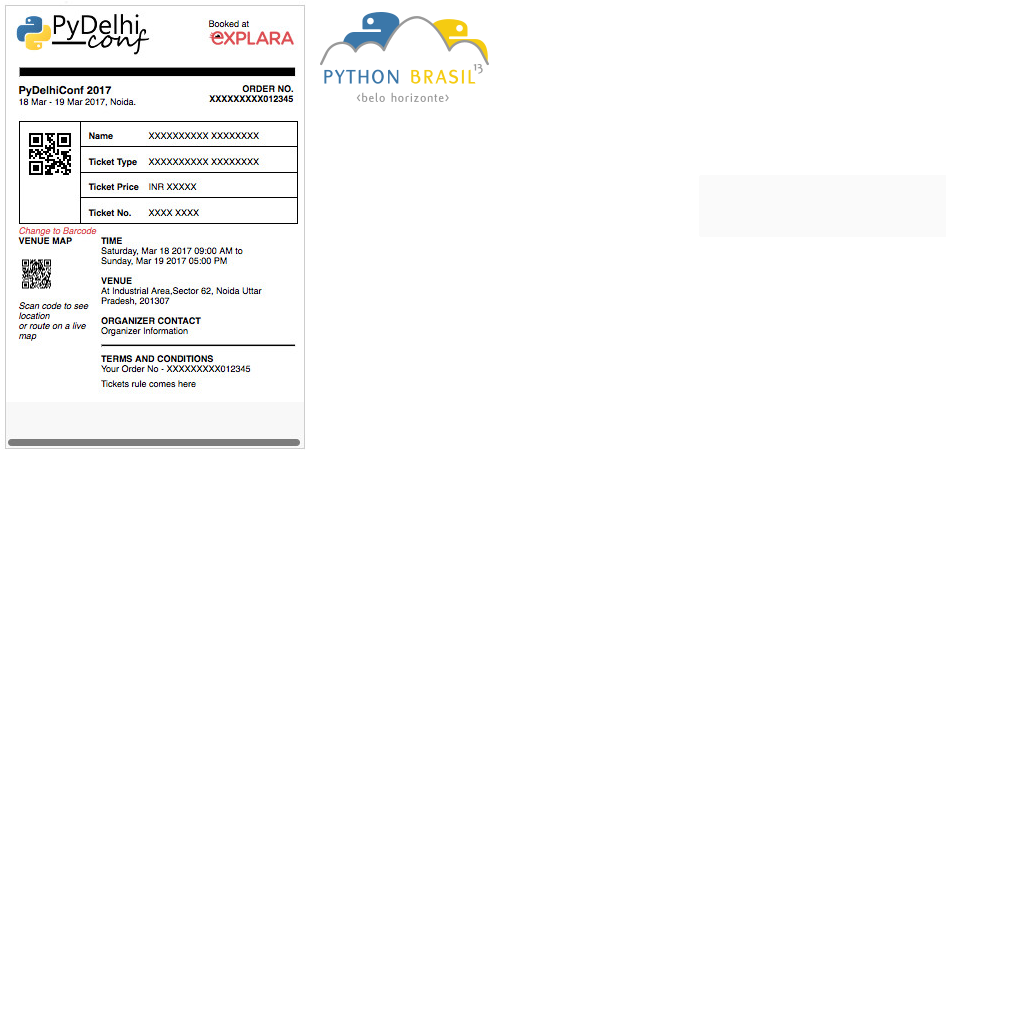 PyDelhi
conf
Booked at
eXPLARA
PyDelhiConf 2017
18 Mar - 19 Mar 2017, Noida.
ORDER NO.
XXXXXXXXX012345
Name XXXXXXXXXX XXXXXXXX
Ticket Type XXXXXXXXXX XXXXXXXX
Ticket Price INR XXXXX
Ticket No. XXXX XXXX
Change to Barcode
VENUE MAP
Scan code to see
location
or route on a live
map
TIME
Saturday, Mar 18 2017 09:00 AM to
Sunday, Mar 19 2017 05:00 PM
VENUE
At Industrial Area,Sector 62, Noida Uttar
Pradesh, 201307
ORGANIZER CONTACT
Organizer Information
TERMS AND CONDITIONS
Your Order No - XXXXXXXXX012345
Tickets rule comes here
PYTHON BRASIL 13
<belo horizonte>